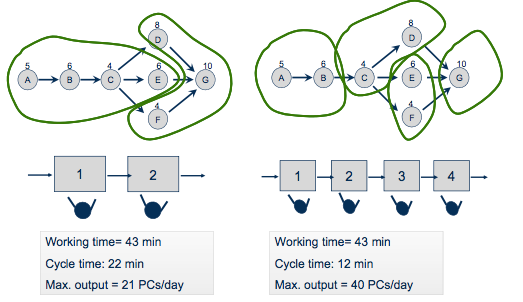 8
D
5 6 4 6 10
A B C E G
4
F
1 2
Working time= 43 min
Cycle time: 22 min
Max. output = 21 PCs/day
8
D
5 6 4 6 10
A B C E G
4
F
1 2 3 4
Working time= 43 min
Cycle time: 12 min
Max. output = 40 PCs/day